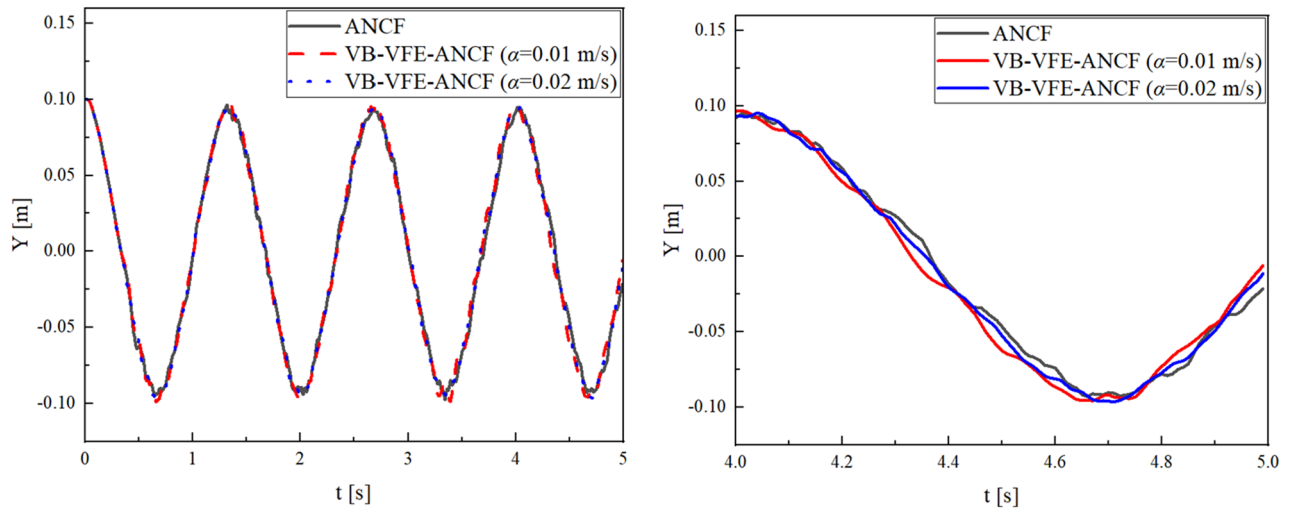 0.15
0.10
0.05
0.00
-0.05
-0.10
Y [m]
0
1
2
3
4
5
t [s]
ANCF
VB-VFE-ANCF (α=0.01 m/s)
VB-VFE-ANCF (α=0.02 m/s)
0.15
0.10
0.05
0.00
-0.05
-0.10
Y [m]
4.0
4.2
4.4
4.6
4.8
5.0
t [s]
ANCF
VB-VFE-ANCF (α=0.01 m/s)
VB-VFE-ANCF (α=0.02 m/s)